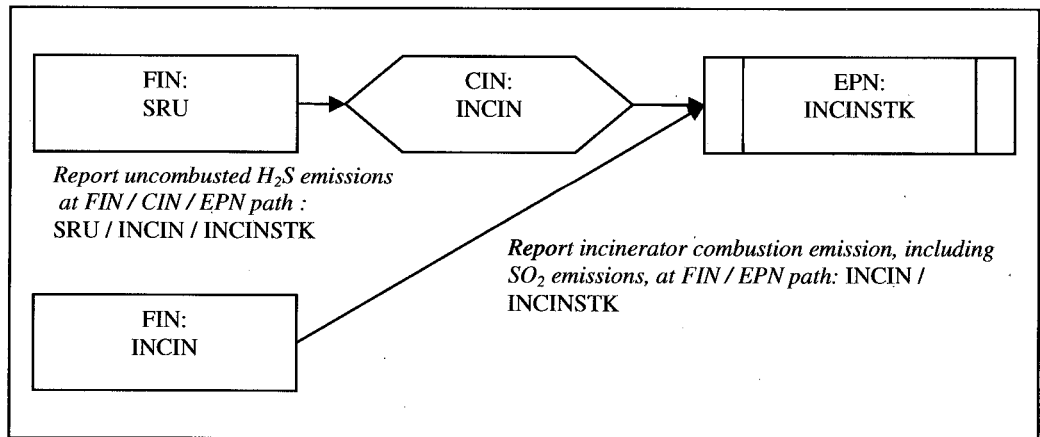 FIN:
SRU
CIN:
INCIN
EPN:
INCINSTK
Report uncombusted H₂S emissions
at FIN / CIN / EPN path :
SRU / INCIN / INCINSTK
Report incinerator combustion emission, including
SO₂ emissions, at FIN / EPN path: INCIN /
INCINSTK
FIN:
INCIN